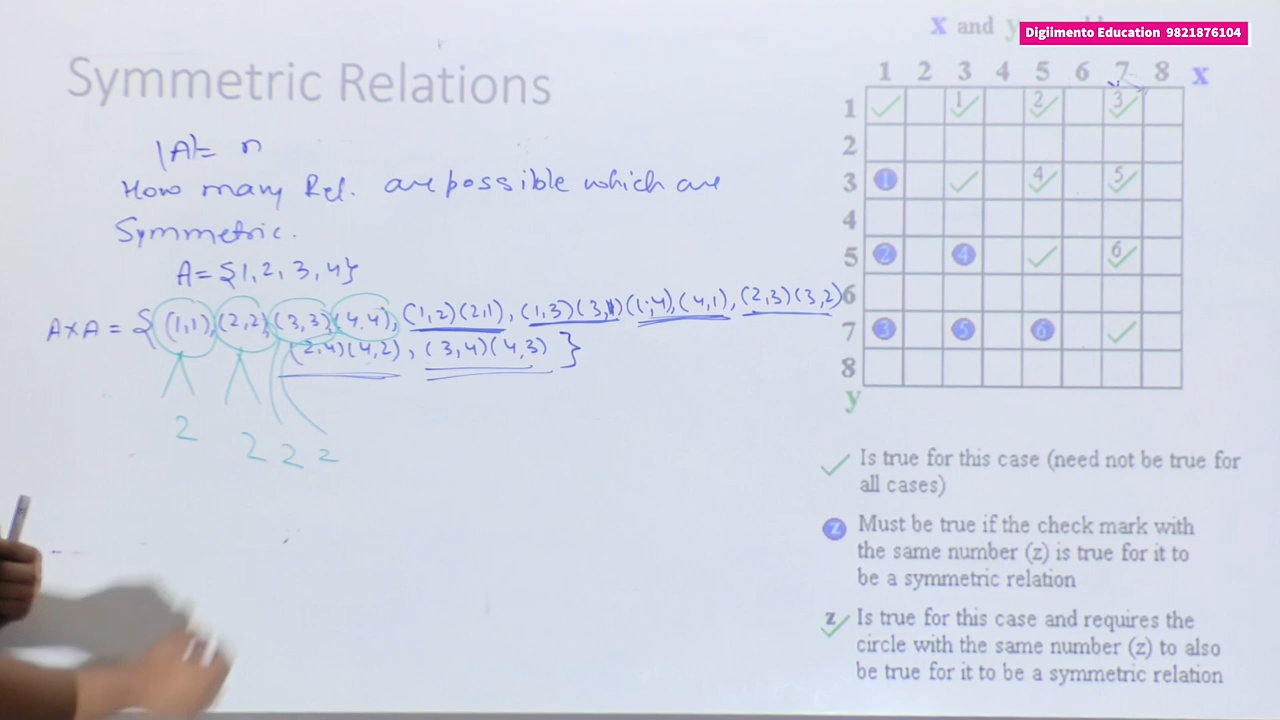 x and y
Digiimento Education 9821876104
Symmetric Relations
|A|= n
How many Rel. are possible which are
Symmetric.
A = {1, 2, 3, 4}
A×A = { (1,1), (2,2), (3,3) (4,4), (1,2)(2,1), (1,3)(3,1) (1,4), (4,1), (2,3)(3,2)
(2,4)(4,2), (3,4)(4,3) }
2 2 2 2
1 2 3 4 5 6 7 8 x
1 1 2 3
2
3 1 4 5
4
5 2 4 6
6
7 3 5 6
8
y
Is true for this case (need not be true for
all cases)
z Must be true if the check mark with
the same number (z) is true for it to
be a symmetric relation
z Is true for this case and requires the
circle with the same number (z) to also
be true for it to be a symmetric relation